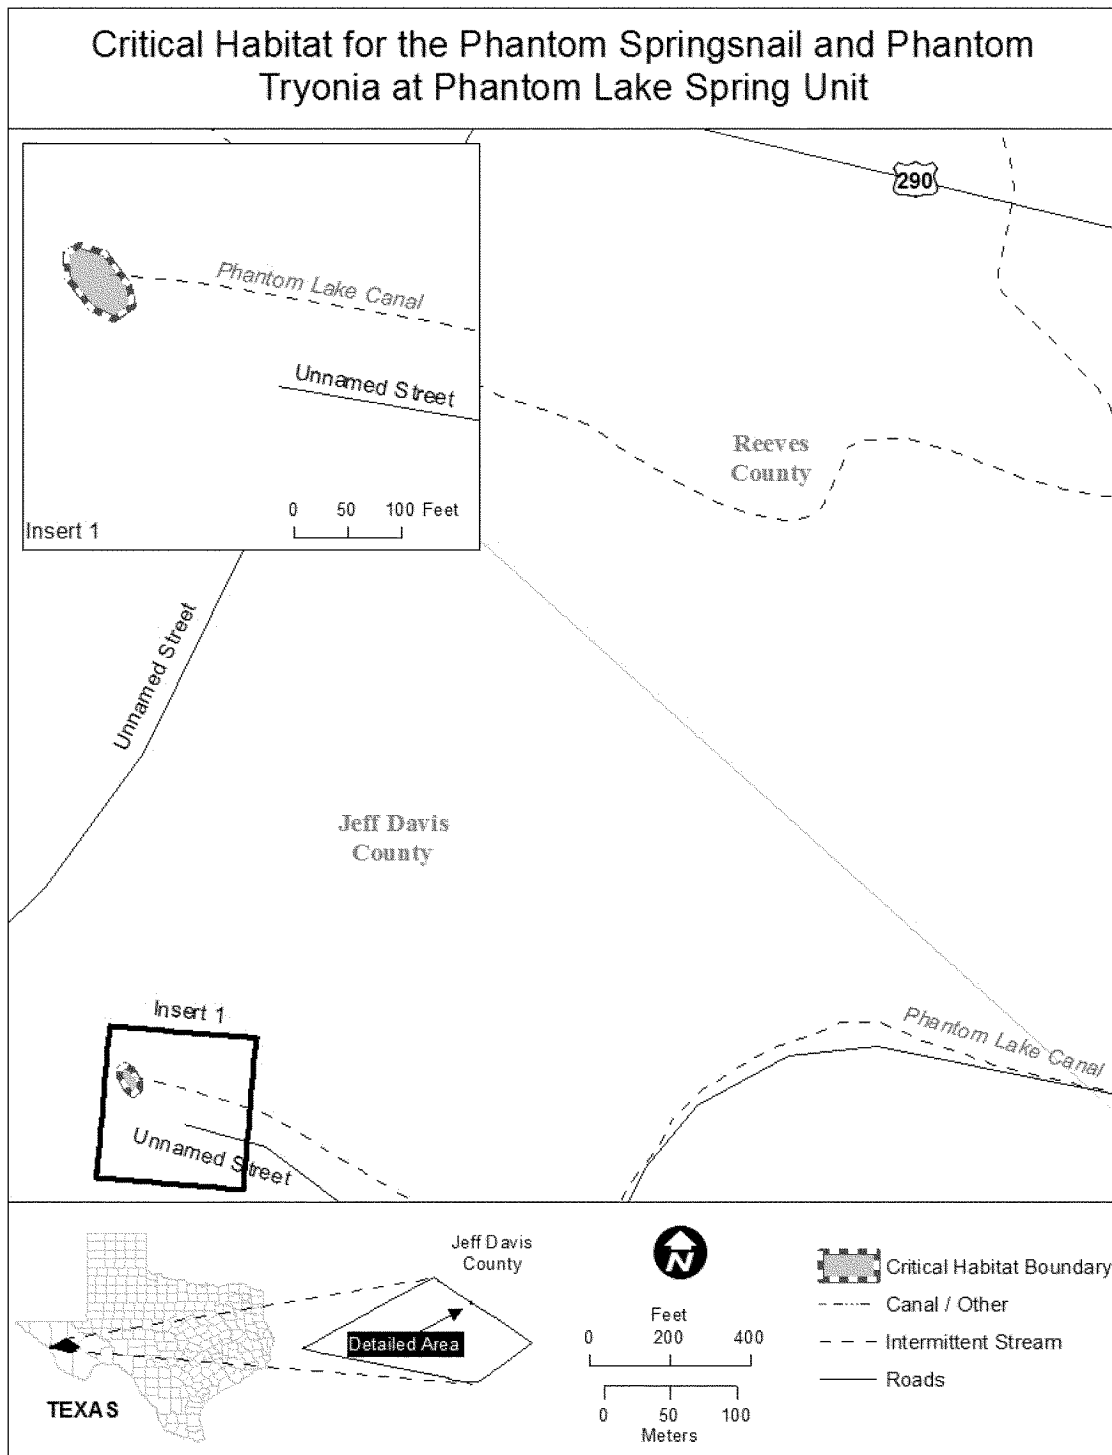 Critical Habitat for the Phantom Springsnail and Phantom
Tryonia at Phantom Lake Spring Unit
290
Phantom Lake Canal
Unnamed Street
Reeves
County
0 50 100 Feet
Insert 1
Unnamed Street
Jeff Davis
County
Insert 1
Phantom Lake Canal
Unnamed Street
Jeff Davis
County
Detailed Area
TEXAS
N
Feet
0 200 400
0 50 100
Meters
Critical Habitat Boundary
Canal / Other
Intermittent Stream
Roads